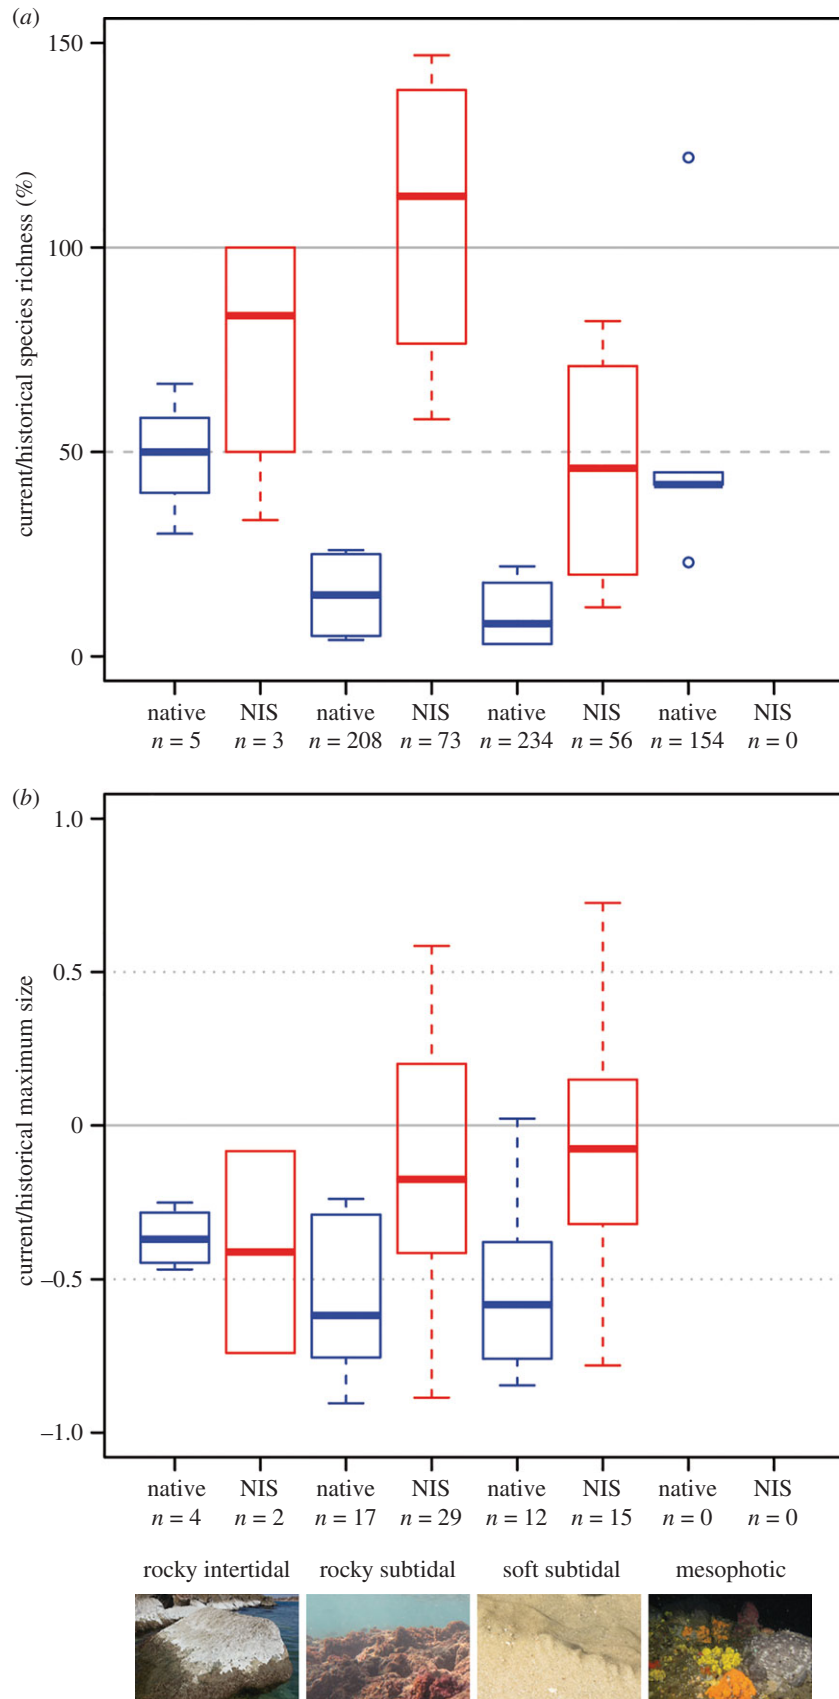 (a)
150
100
50
0
current/historical species richness (%)
native NIS native NIS native NIS native NIS
n = 5 n = 3 n = 208 n = 73 n = 234 n = 56 n = 154 n = 0
(b)
1.0
0.5
0
–0.5
–1.0
current/historical maximum size
native NIS native NIS native NIS native NIS
n = 4 n = 2 n = 17 n = 29 n = 12 n = 15 n = 0 n = 0
rocky intertidal rocky subtidal soft subtidal mesophotic